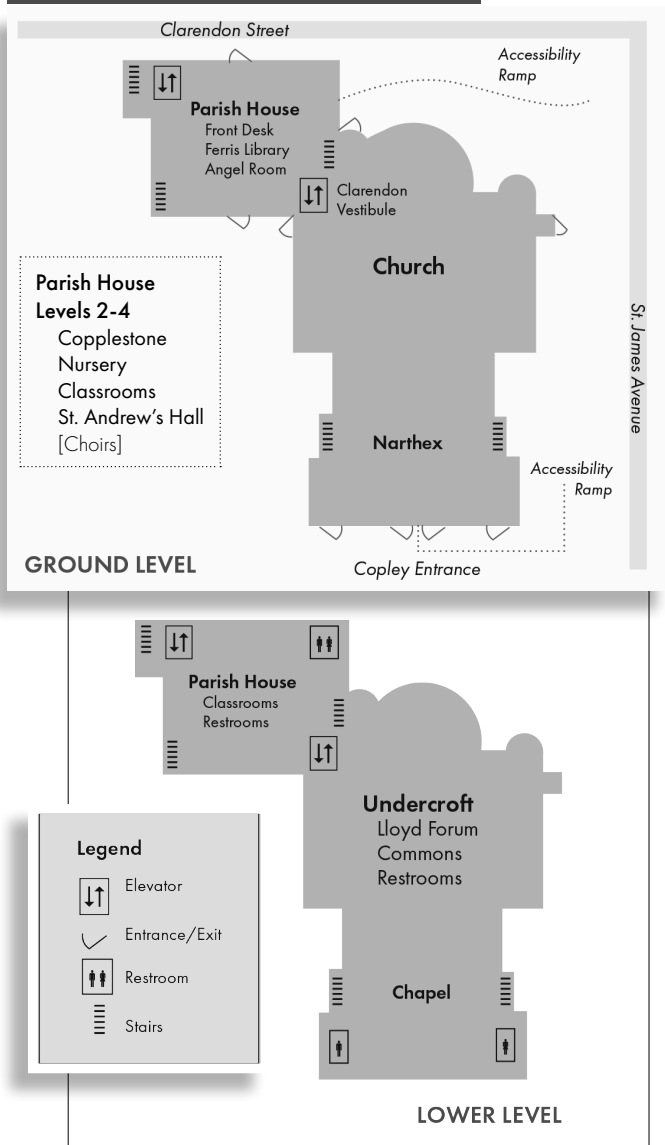 Clarendon Street
Accessibility
Ramp
Parish House
Front Desk
Ferris Library
Angel Room
Clarendon
Vestibule
Church
Parish House
Levels 2-4
Copplestone
Nursery
Classrooms
St. Andrew's Hall
[Choirs]
St. James Avenue
Narthex
Accessibility
Ramp
GROUND LEVEL
Copley Entrance
Parish House
Classrooms
Restrooms
Undercroft
Lloyd Forum
Commons
Restrooms
Legend
Elevator
Entrance/Exit
Restroom
Stairs
Chapel
LOWER LEVEL